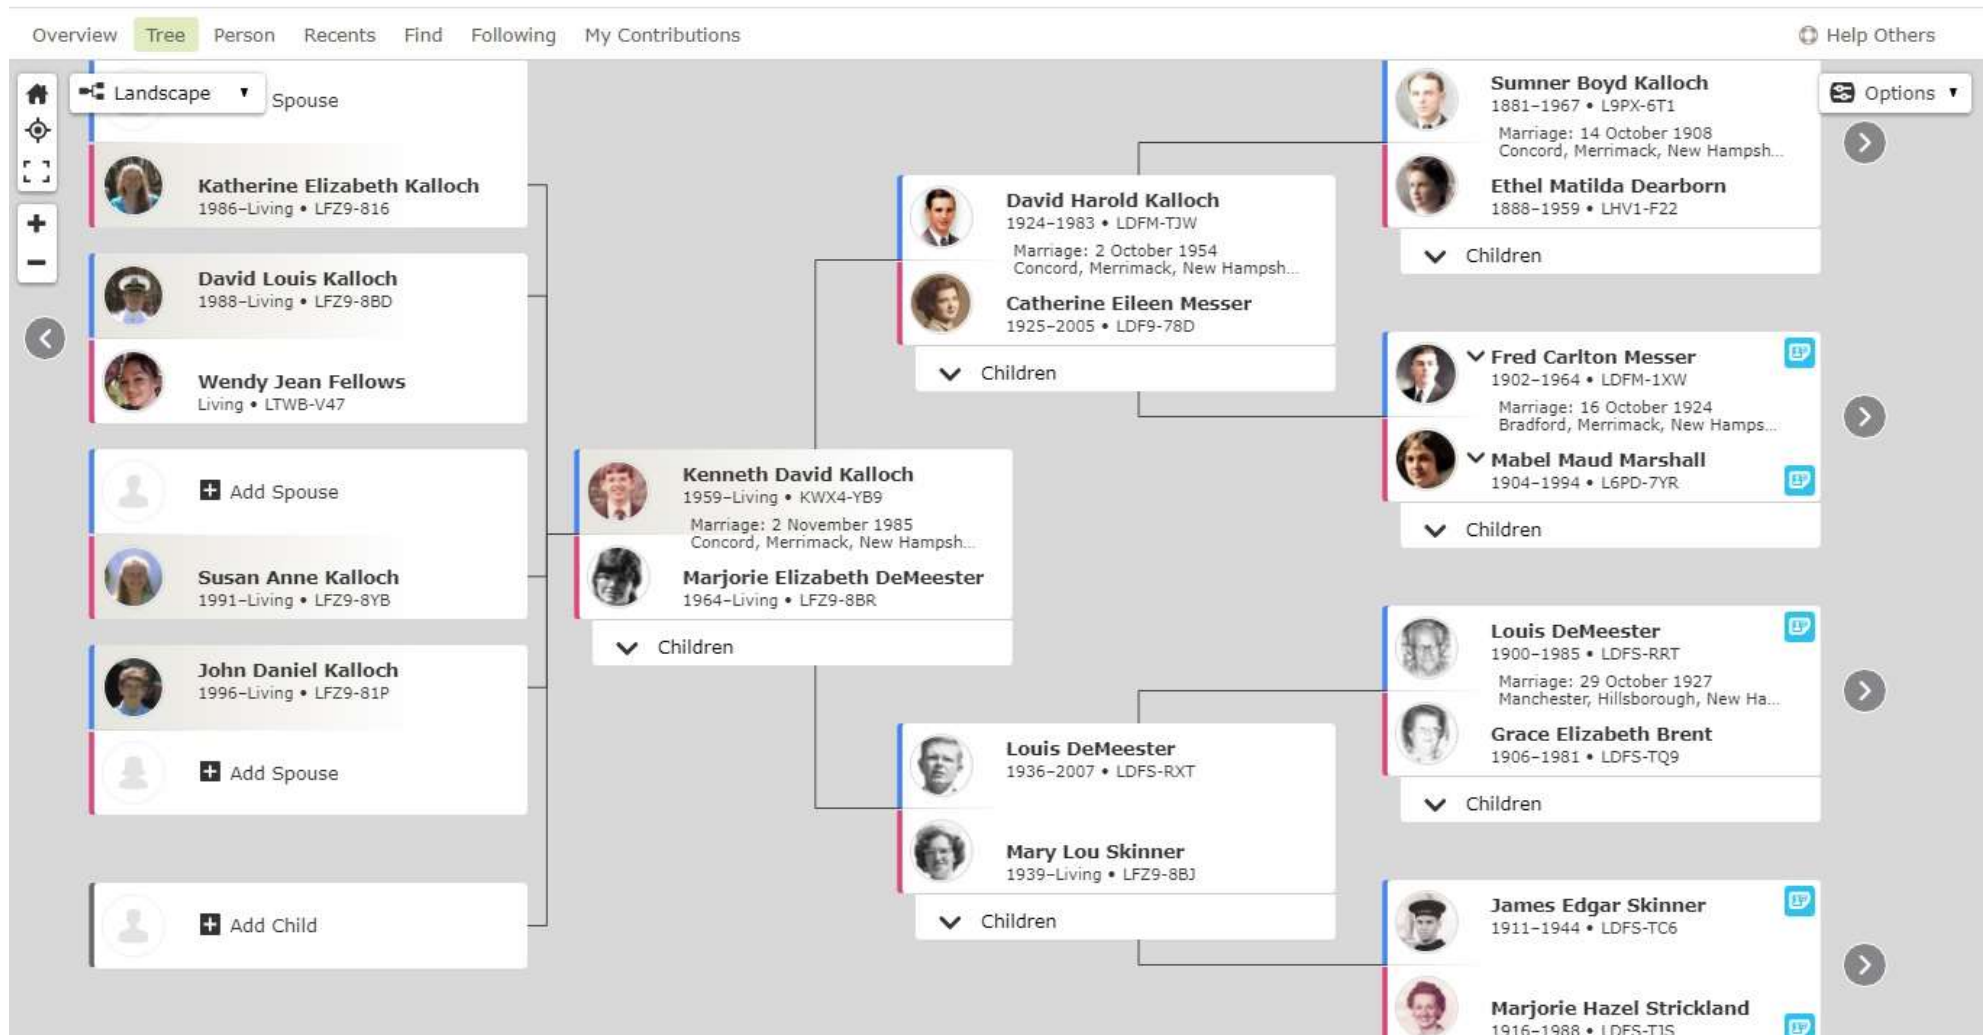 Overview Tree Person Recents Find Following My Contributions Help Others
Landscape ▼
Spouse
Katherine Elizabeth Kalloch
1986–Living • LFZ9-816
David Louis Kalloch
1988–Living • LFZ9-8BD
Wendy Jean Fellows
Living • LTWB-V47
Add Spouse
Susan Anne Kalloch
1991–Living • LFZ9-8YB
John Daniel Kalloch
1996–Living • LFZ9-81P
Add Spouse
Add Child
Kenneth David Kalloch
1959–Living • KWX4-YB9
Marriage: 2 November 1985
Concord, Merrimack, New Hampsh...
Marjorie Elizabeth DeMeester
1964–Living • LFZ9-8BR
Children
David Harold Kalloch
1924–1983 • LDFM-TJW
Marriage: 2 October 1954
Concord, Merrimack, New Hampsh...
Catherine Eileen Messer
1925–2005 • LDF9-78D
Children
Louis DeMeester
1936–2007 • LDFS-RXT
Mary Lou Skinner
1939–Living • LFZ9-8BJ
Children
Sumner Boyd Kalloch
1881–1967 • L9PX-6T1
Marriage: 14 October 1908
Concord, Merrimack, New Hampsh...
Ethel Matilda Dearborn
1888–1959 • LHV1-F22
Children
Fred Carlton Messer
1902–1964 • LDFM-1XW
Marriage: 16 October 1924
Bradford, Merrimack, New Hamps...
Mabel Maud Marshall
1904–1994 • L6PD-7YR
Children
Louis DeMeester
1900–1985 • LDFS-RRT
Marriage: 29 October 1927
Manchester, Hillsborough, New Ha...
Grace Elizabeth Brent
1906–1981 • LDFS-TQ9
Children
James Edgar Skinner
1911–1944 • LDFS-TC6
Marjorie Hazel Strickland
1916–1988 • LDFS-TJS
Options ▼